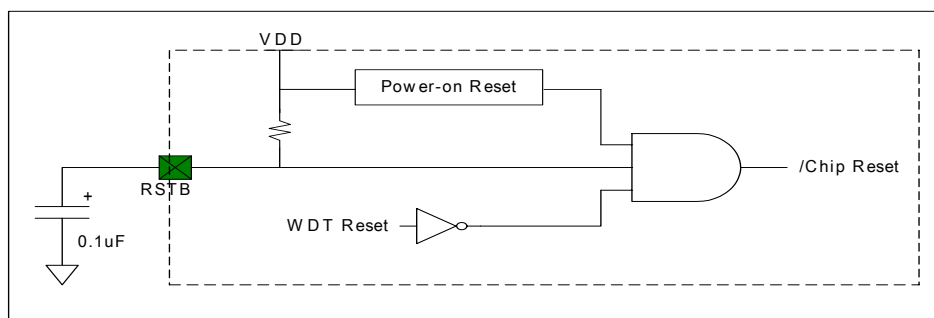 VDD
Power-on Reset
/Chip Reset
RSTB
+
WDT Reset
0.1uF